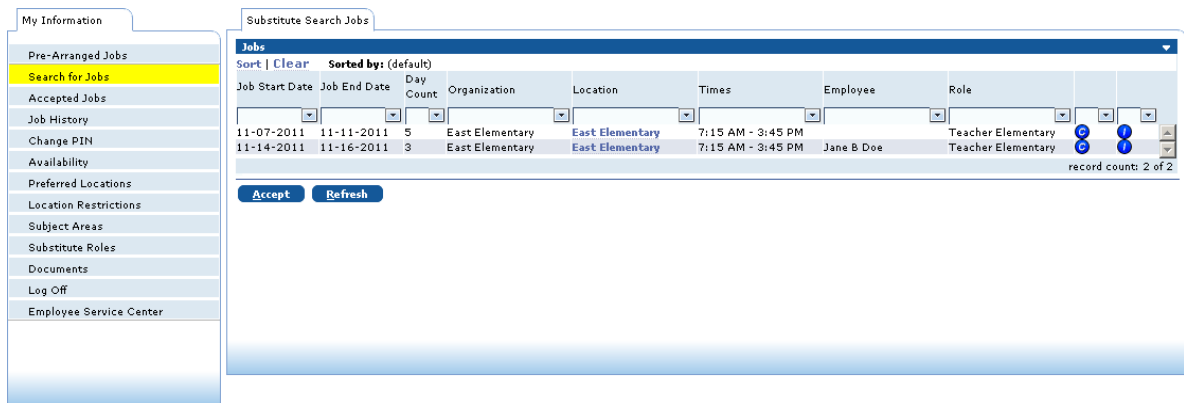 My Information
Pre-Arranged Jobs
Search for Jobs
Accepted Jobs
Job History
Change PIN
Availability
Preferred Locations
Location Restrictions
Subject Areas
Substitute Roles
Documents
Log Off
Employee Service Center
Substitute Search Jobs
Jobs
Sort | Clear Sorted by: (default)
Job Start Date Job End Date Day Count Organization Location Times Employee Role
11-07-2011 11-11-2011 5 East Elementary East Elementary 7:15 AM - 3:45 PM Teacher Elementary C I
11-14-2011 11-16-2011 3 East Elementary East Elementary 7:15 AM - 3:45 PM Jane B Doe Teacher Elementary C I
record count: 2 of 2
Accept Refresh